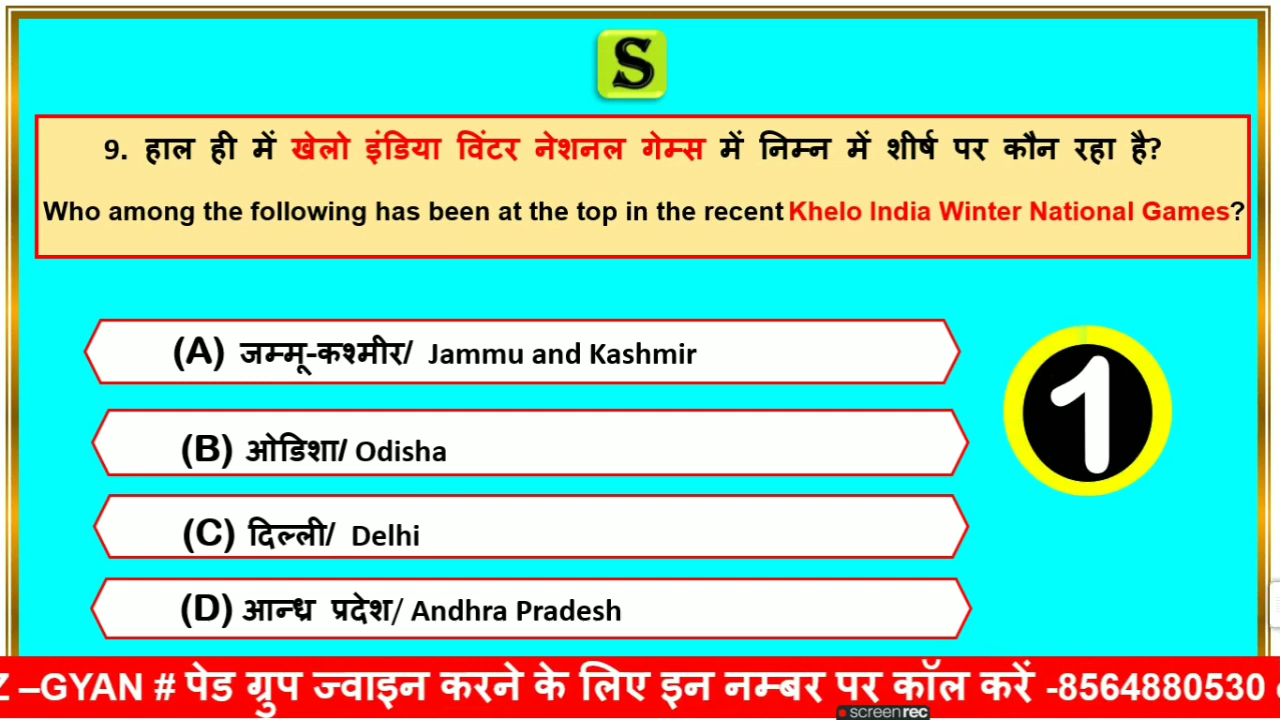 S
9. हाल ही में खेलो इंडिया विंटर नेशनल गेम्स में निम्न में शीर्ष पर कौन रहा है?
Who among the following has been at the top in the recent Khelo India Winter National Games?
(A) जम्मू-कश्मीर/ Jammu and Kashmir
1
(B) ओडिशा/ Odisha
(C) दिल्ली/ Delhi
(D) आन्ध्र प्रदेश/ Andhra Pradesh
Z –GYAN # पेड ग्रुप ज्वाइन करने के लिए इन नम्बर पर कॉल करें -8564880530
screenrec